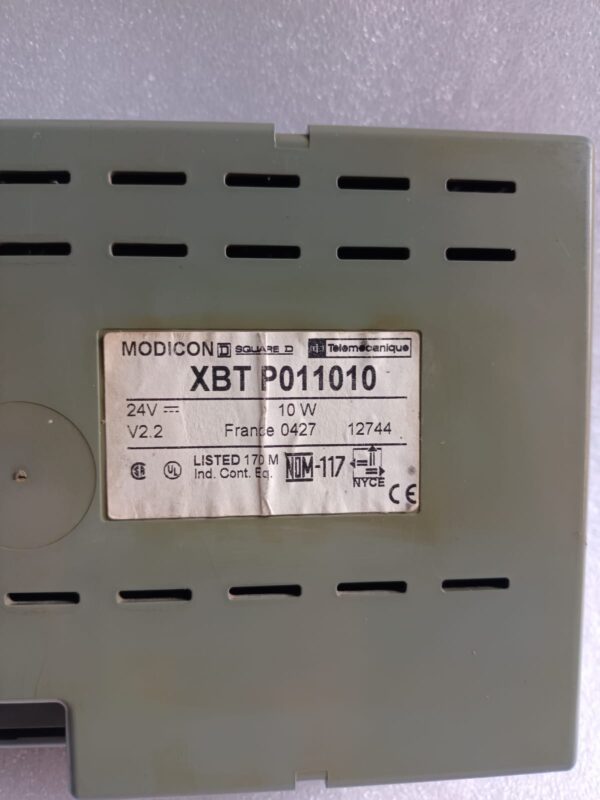 MODICON D SQUARE D Telemecanique
XBT P011010
24V ⎓ 10 W
V2.2 France 0427 12744
LISTED 170 M
Ind. Cont. Eq.
UL NOM-117
NYCE
CE